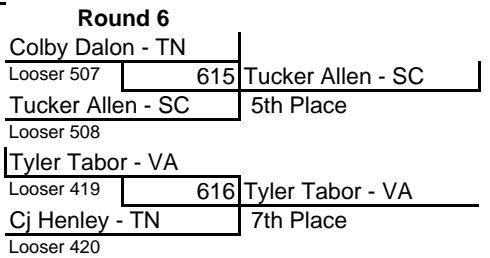 Round 6
Colby Dalon - TN
Looser 507
615 Tucker Allen - SC
Tucker Allen - SC
5th Place
Looser 508
Tyler Tabor - VA
Looser 419
616 Tyler Tabor - VA
Cj Henley - TN
7th Place
Looser 420